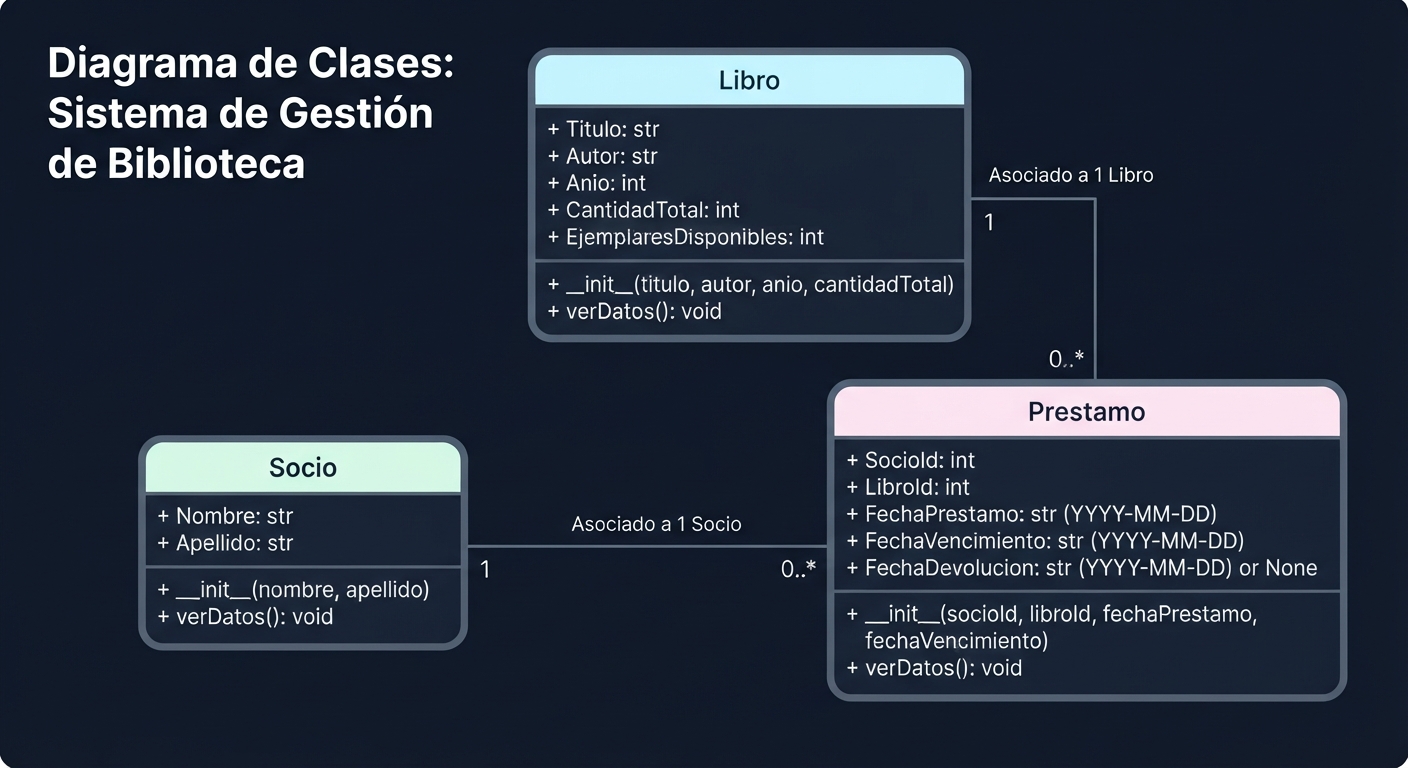 Diagrama de Clases:
Sistema de Gestión
de Biblioteca
Libro
+ Titulo: str
+ Autor: str
+ Anio: int
+ CantidadTotal: int
+ EjemplaresDisponibles: int
+ __init__(titulo, autor, anio, cantidadTotal)
+ verDatos(): void
Asociado a 1 Libro
1
0..*
Prestamo
+ SocioId: int
+ LibroId: int
+ FechaPrestamo: str (YYYY-MM-DD)
+ FechaVencimiento: str (YYYY-MM-DD)
+ FechaDevolucion: str (YYYY-MM-DD) or None
+ __init__(socioId, libroId, fechaPrestamo,
fechaVencimiento)
+ verDatos(): void
Socio
+ Nombre: str
+ Apellido: str
+ __init__(nombre, apellido)
+ verDatos(): void
Asociado a 1 Socio
1
0..*